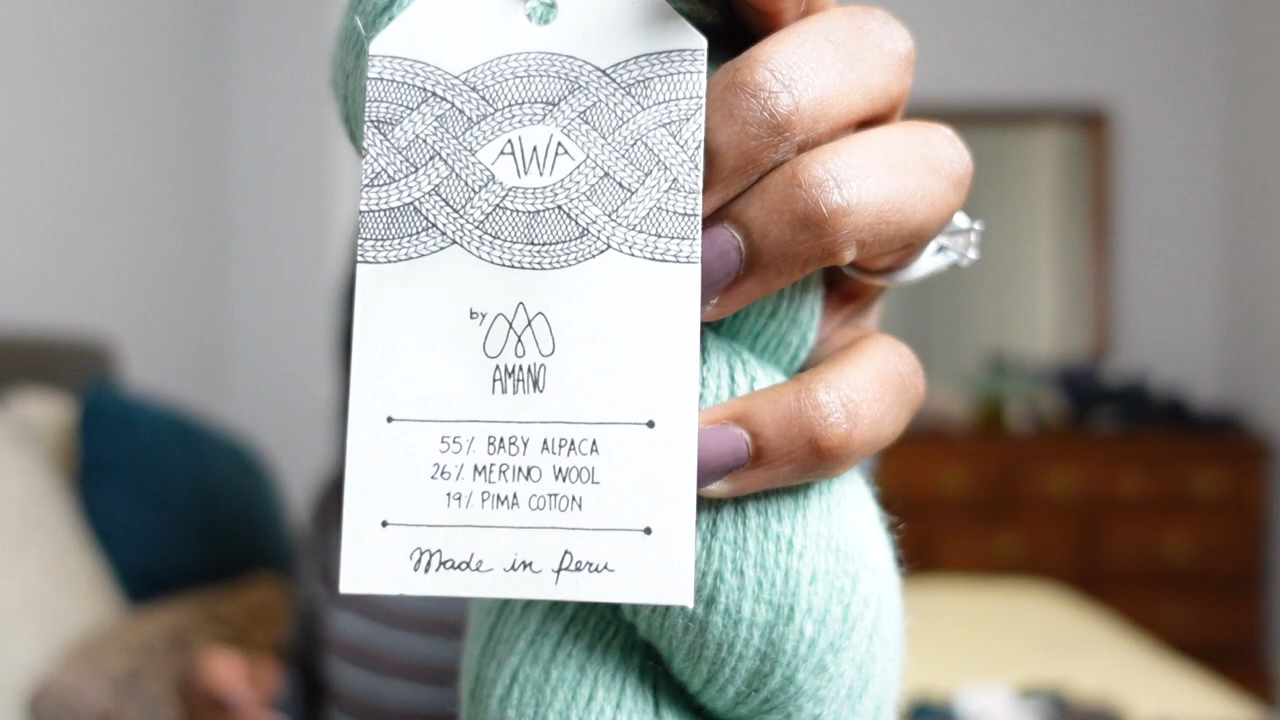 AWA
by
AMANO
55% BABY ALPACA
26% MERINO WOOL
19% PIMA COTTON
Made in Peru